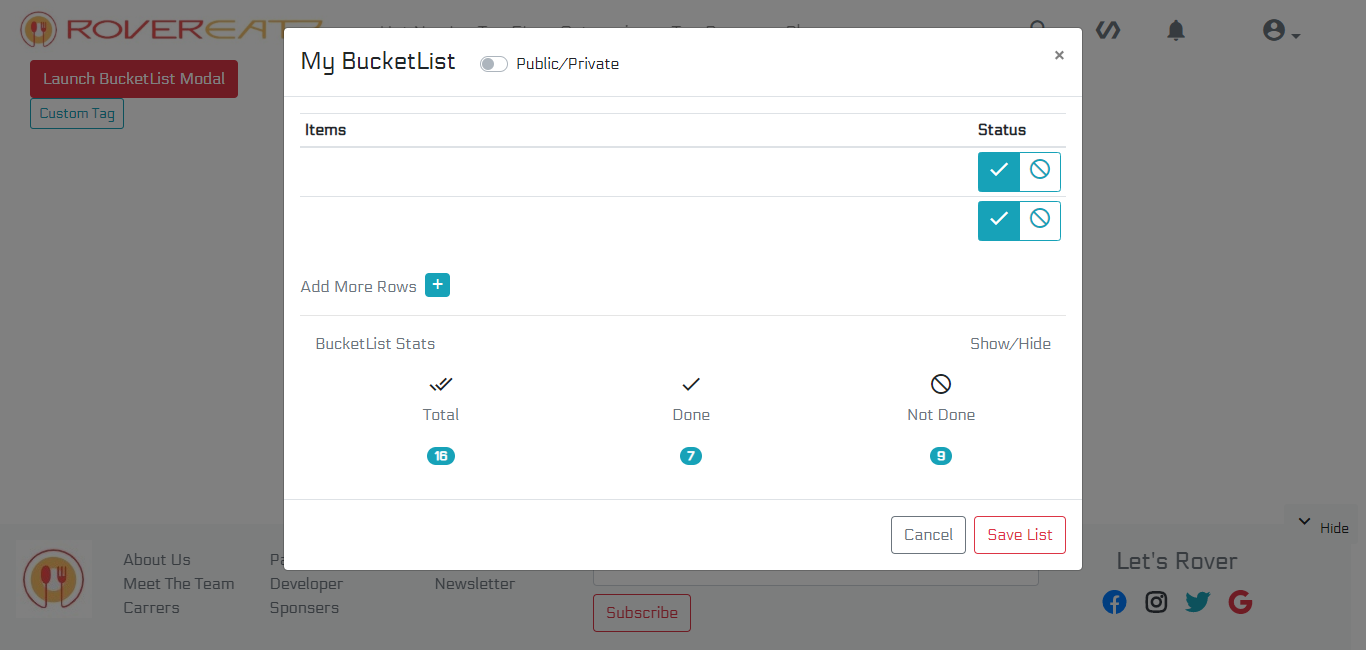 ROVEREATZ
Launch BucketList Modal
Custom Tag
My BucketList
Public/Private
×
Items
Status
Add More Rows +
BucketList Stats
Show/Hide
Total
Done
Not Done
16
7
9
Cancel
Save List
Hide
About Us
Meet The Team
Developer
Newsletter
Carrers
Sponsers
Subscribe
Let's Rover